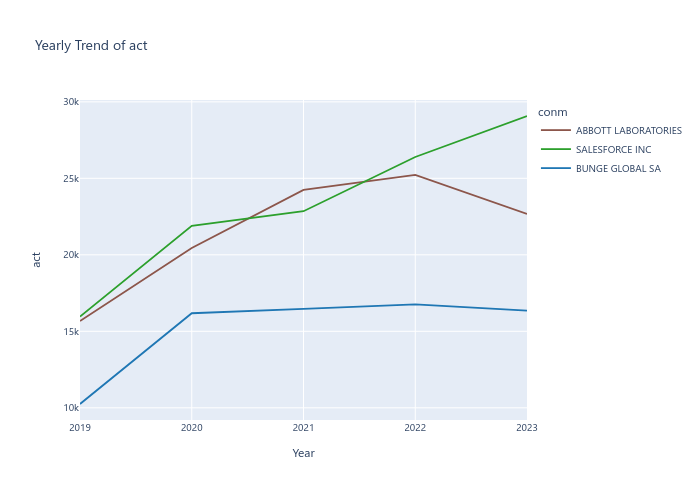 Yearly Trend of act
conm
ABBOTT LABORATORIES
SALESFORCE INC
BUNGE GLOBAL SA
30k
25k
20k
15k
10k
act
2019 2020 2021 2022 2023
Year